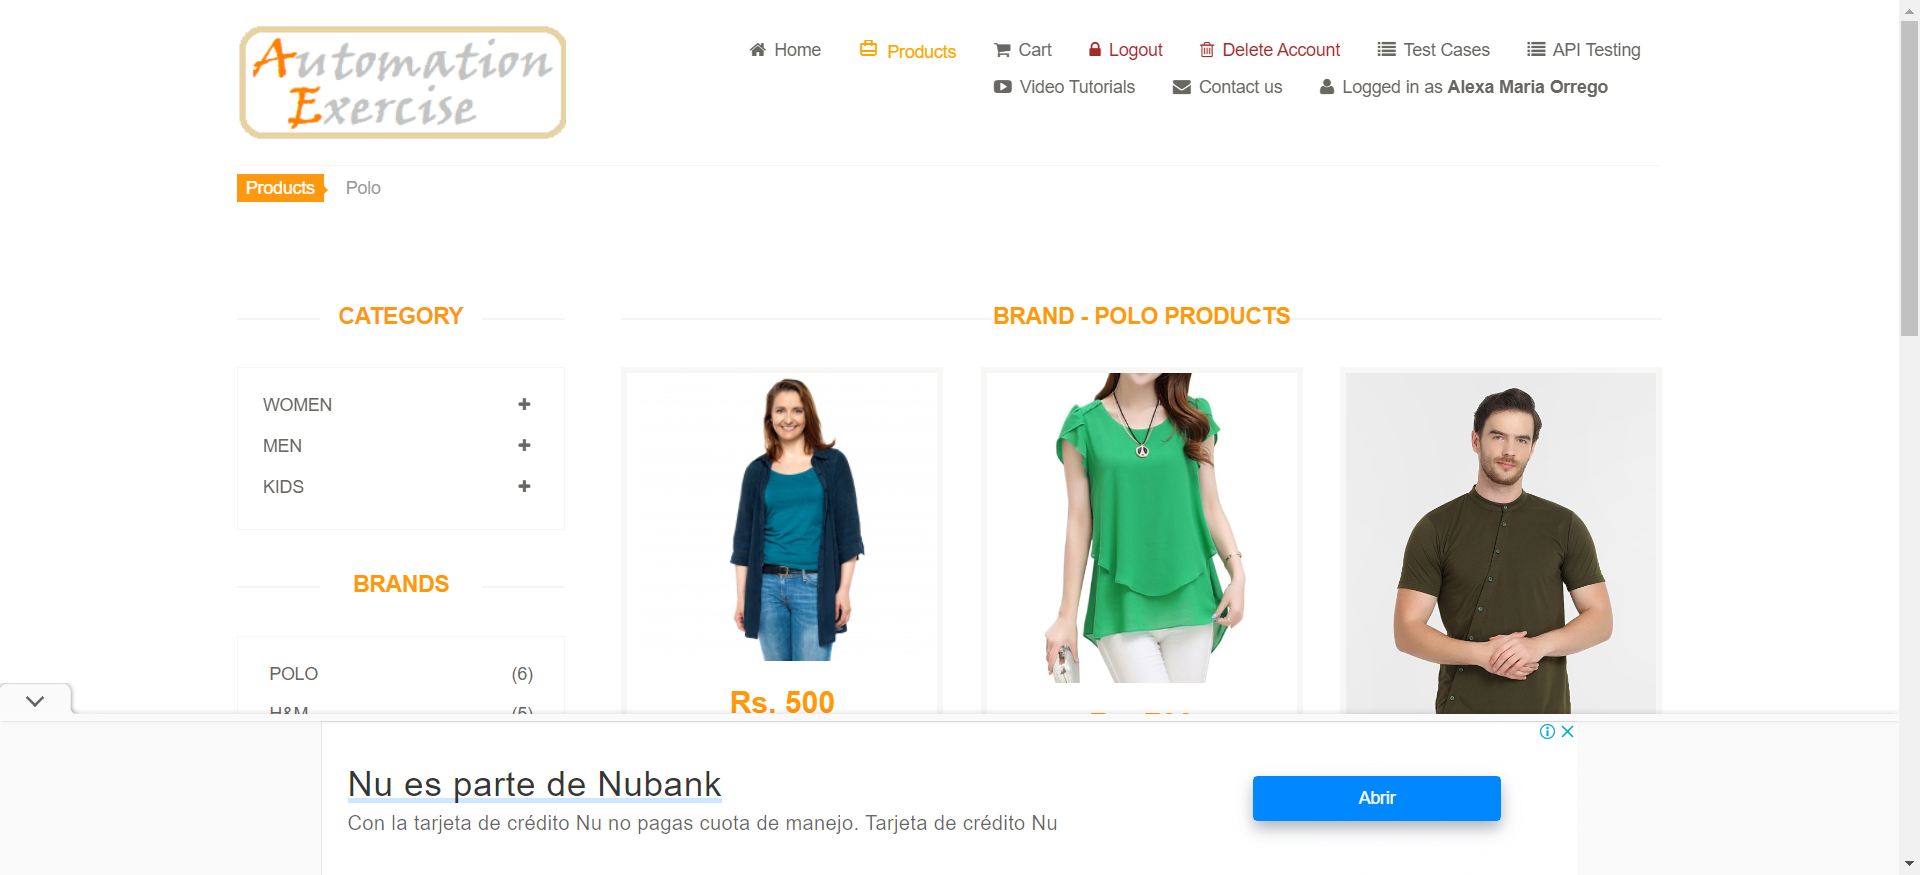 Automation
Exercise
Home
Products
Cart
Logout
Delete Account
Test Cases
API Testing
Video Tutorials
Contact us
Logged in as Alexa Maria Orrego
Products
Polo
CATEGORY
WOMEN
MEN
KIDS
BRANDS
POLO (6)
H&M (5)
BRAND - POLO PRODUCTS
Rs. 500
Nu es parte de Nubank
Con la tarjeta de crédito Nu no pagas cuota de manejo. Tarjeta de crédito Nu
Abrir